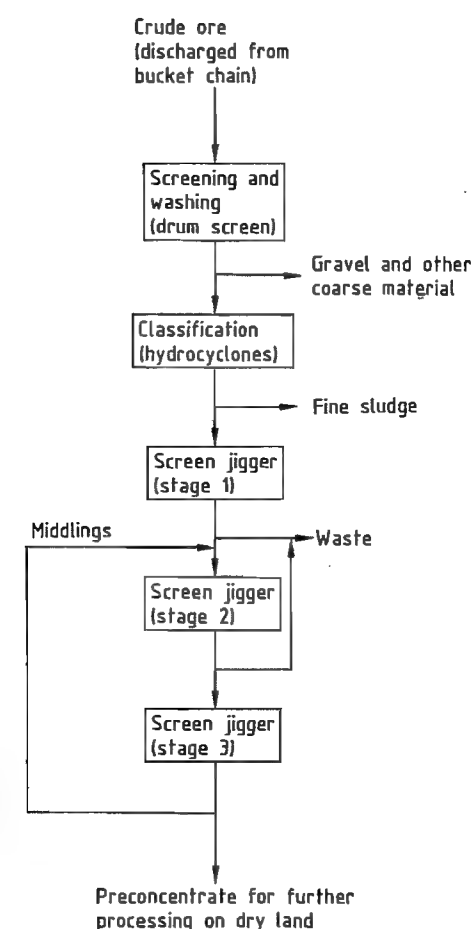 Crude ore
(discharged from
bucket chain)
Screening and
washing
(drum screen)
Gravel and other
coarse material
Classification
(hydrocyclones)
Fine sludge
Screen jigger
(stage 1)
Middlings
Waste
Screen jigger
(stage 2)
Screen jigger
(stage 3)
Preconcentrate for further
processing on dry land